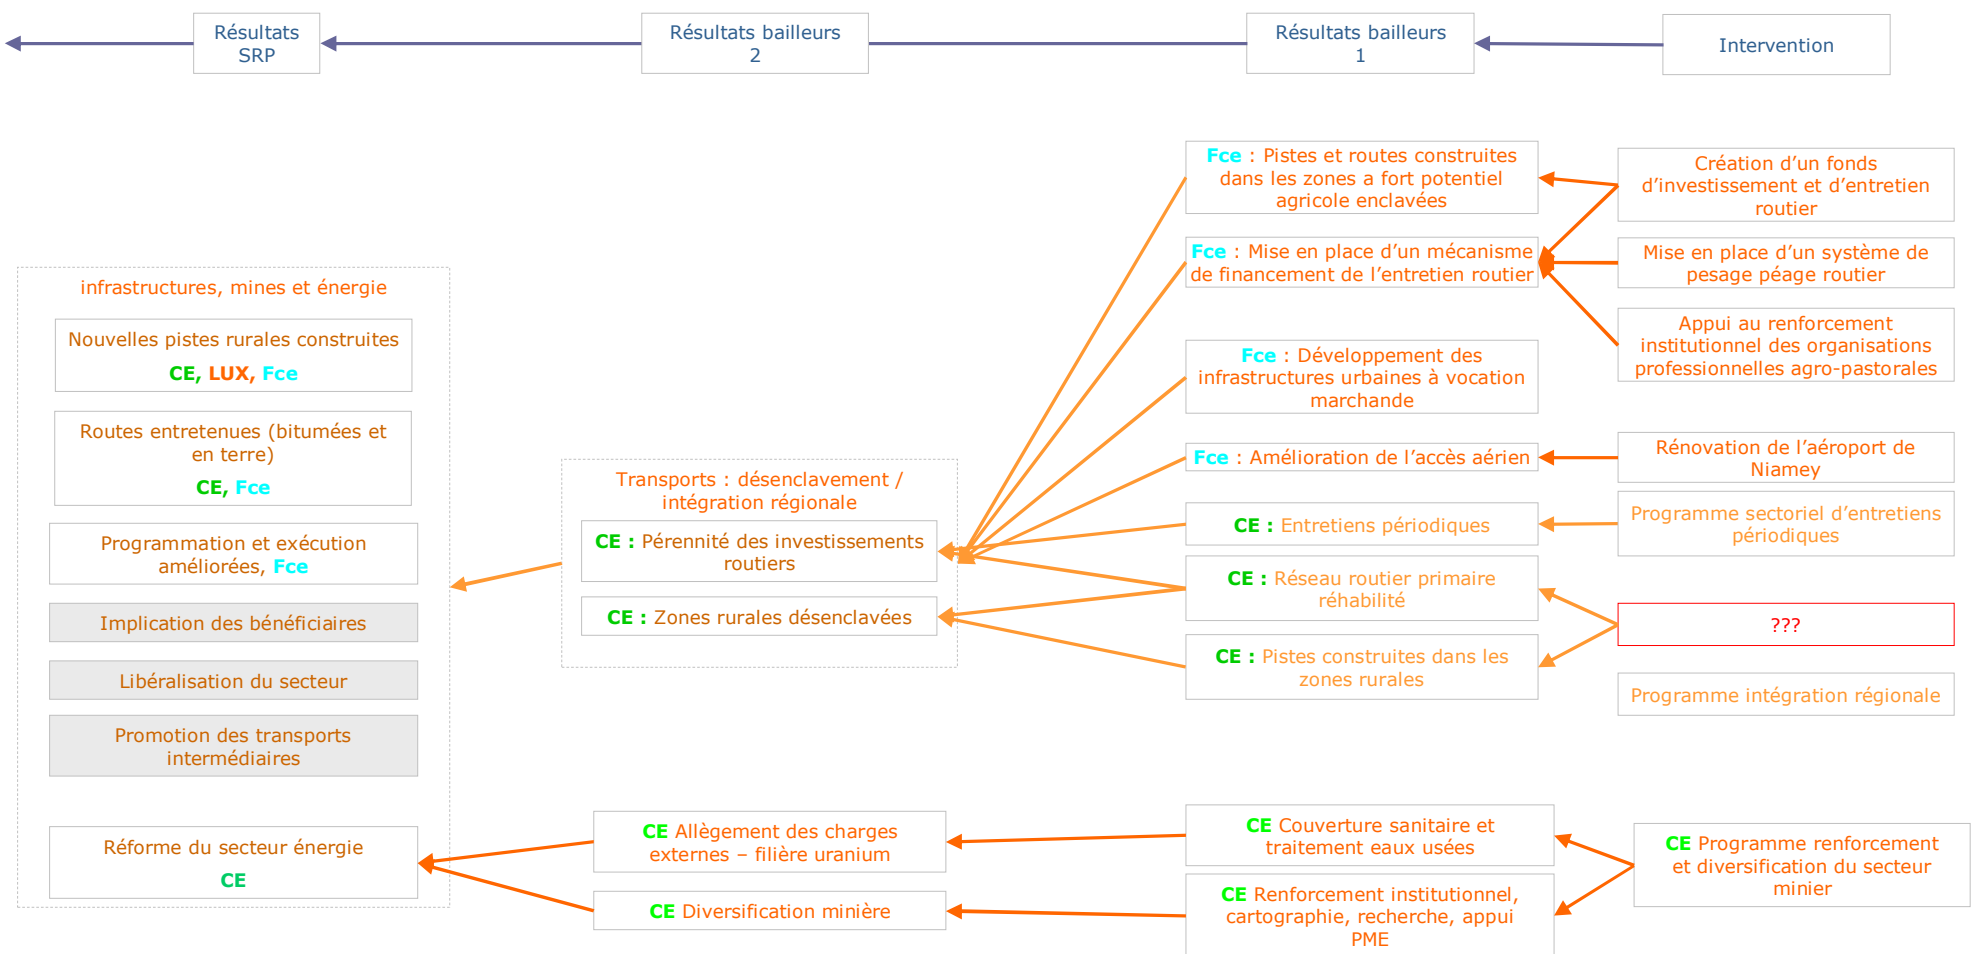 Résultats
SRP
Résultats bailleurs
2
Résultats bailleurs
1
Intervention
infrastructures, mines et énergie
Nouvelles pistes rurales construites
CE, LUX, Fce
Routes entretenues (bitumées et
en terre)
CE, Fce
Programmation et exécution
améliorées, Fce
Implication des bénéficiaires
Libéralisation du secteur
Promotion des transports
intermédiaires
Réforme du secteur énergie
CE
Transports : désenclavement /
intégration régionale
CE : Pérennité des investissements
routiers
CE : Zones rurales désenclavées
CE Allègement des charges
externes – filière uranium
CE Diversification minière
Fce : Pistes et routes construites
dans les zones a fort potentiel
agricole enclavées
Fce : Mise en place d’un mécanisme
de financement de l’entretien routier
Fce : Développement des
infrastructures urbaines à vocation
marchande
Fce : Amélioration de l’accès aérien
CE : Entretiens périodiques
CE : Réseau routier primaire
réhabilité
CE : Pistes construites dans les
zones rurales
CE Couverture sanitaire et
traitement eaux usées
CE Renforcement institutionnel,
cartographie, recherche, appui
PME
Création d’un fonds
d’investissement et d’entretien
routier
Mise en place d’un système de
pesage péage routier
Appui au renforcement
institutionnel des organisations
professionnelles agro-pastorales
Rénovation de l’aéroport de
Niamey
Programme sectoriel d’entretiens
périodiques
???
Programme intégration régionale
CE Programme renforcement
et diversification du secteur
minier